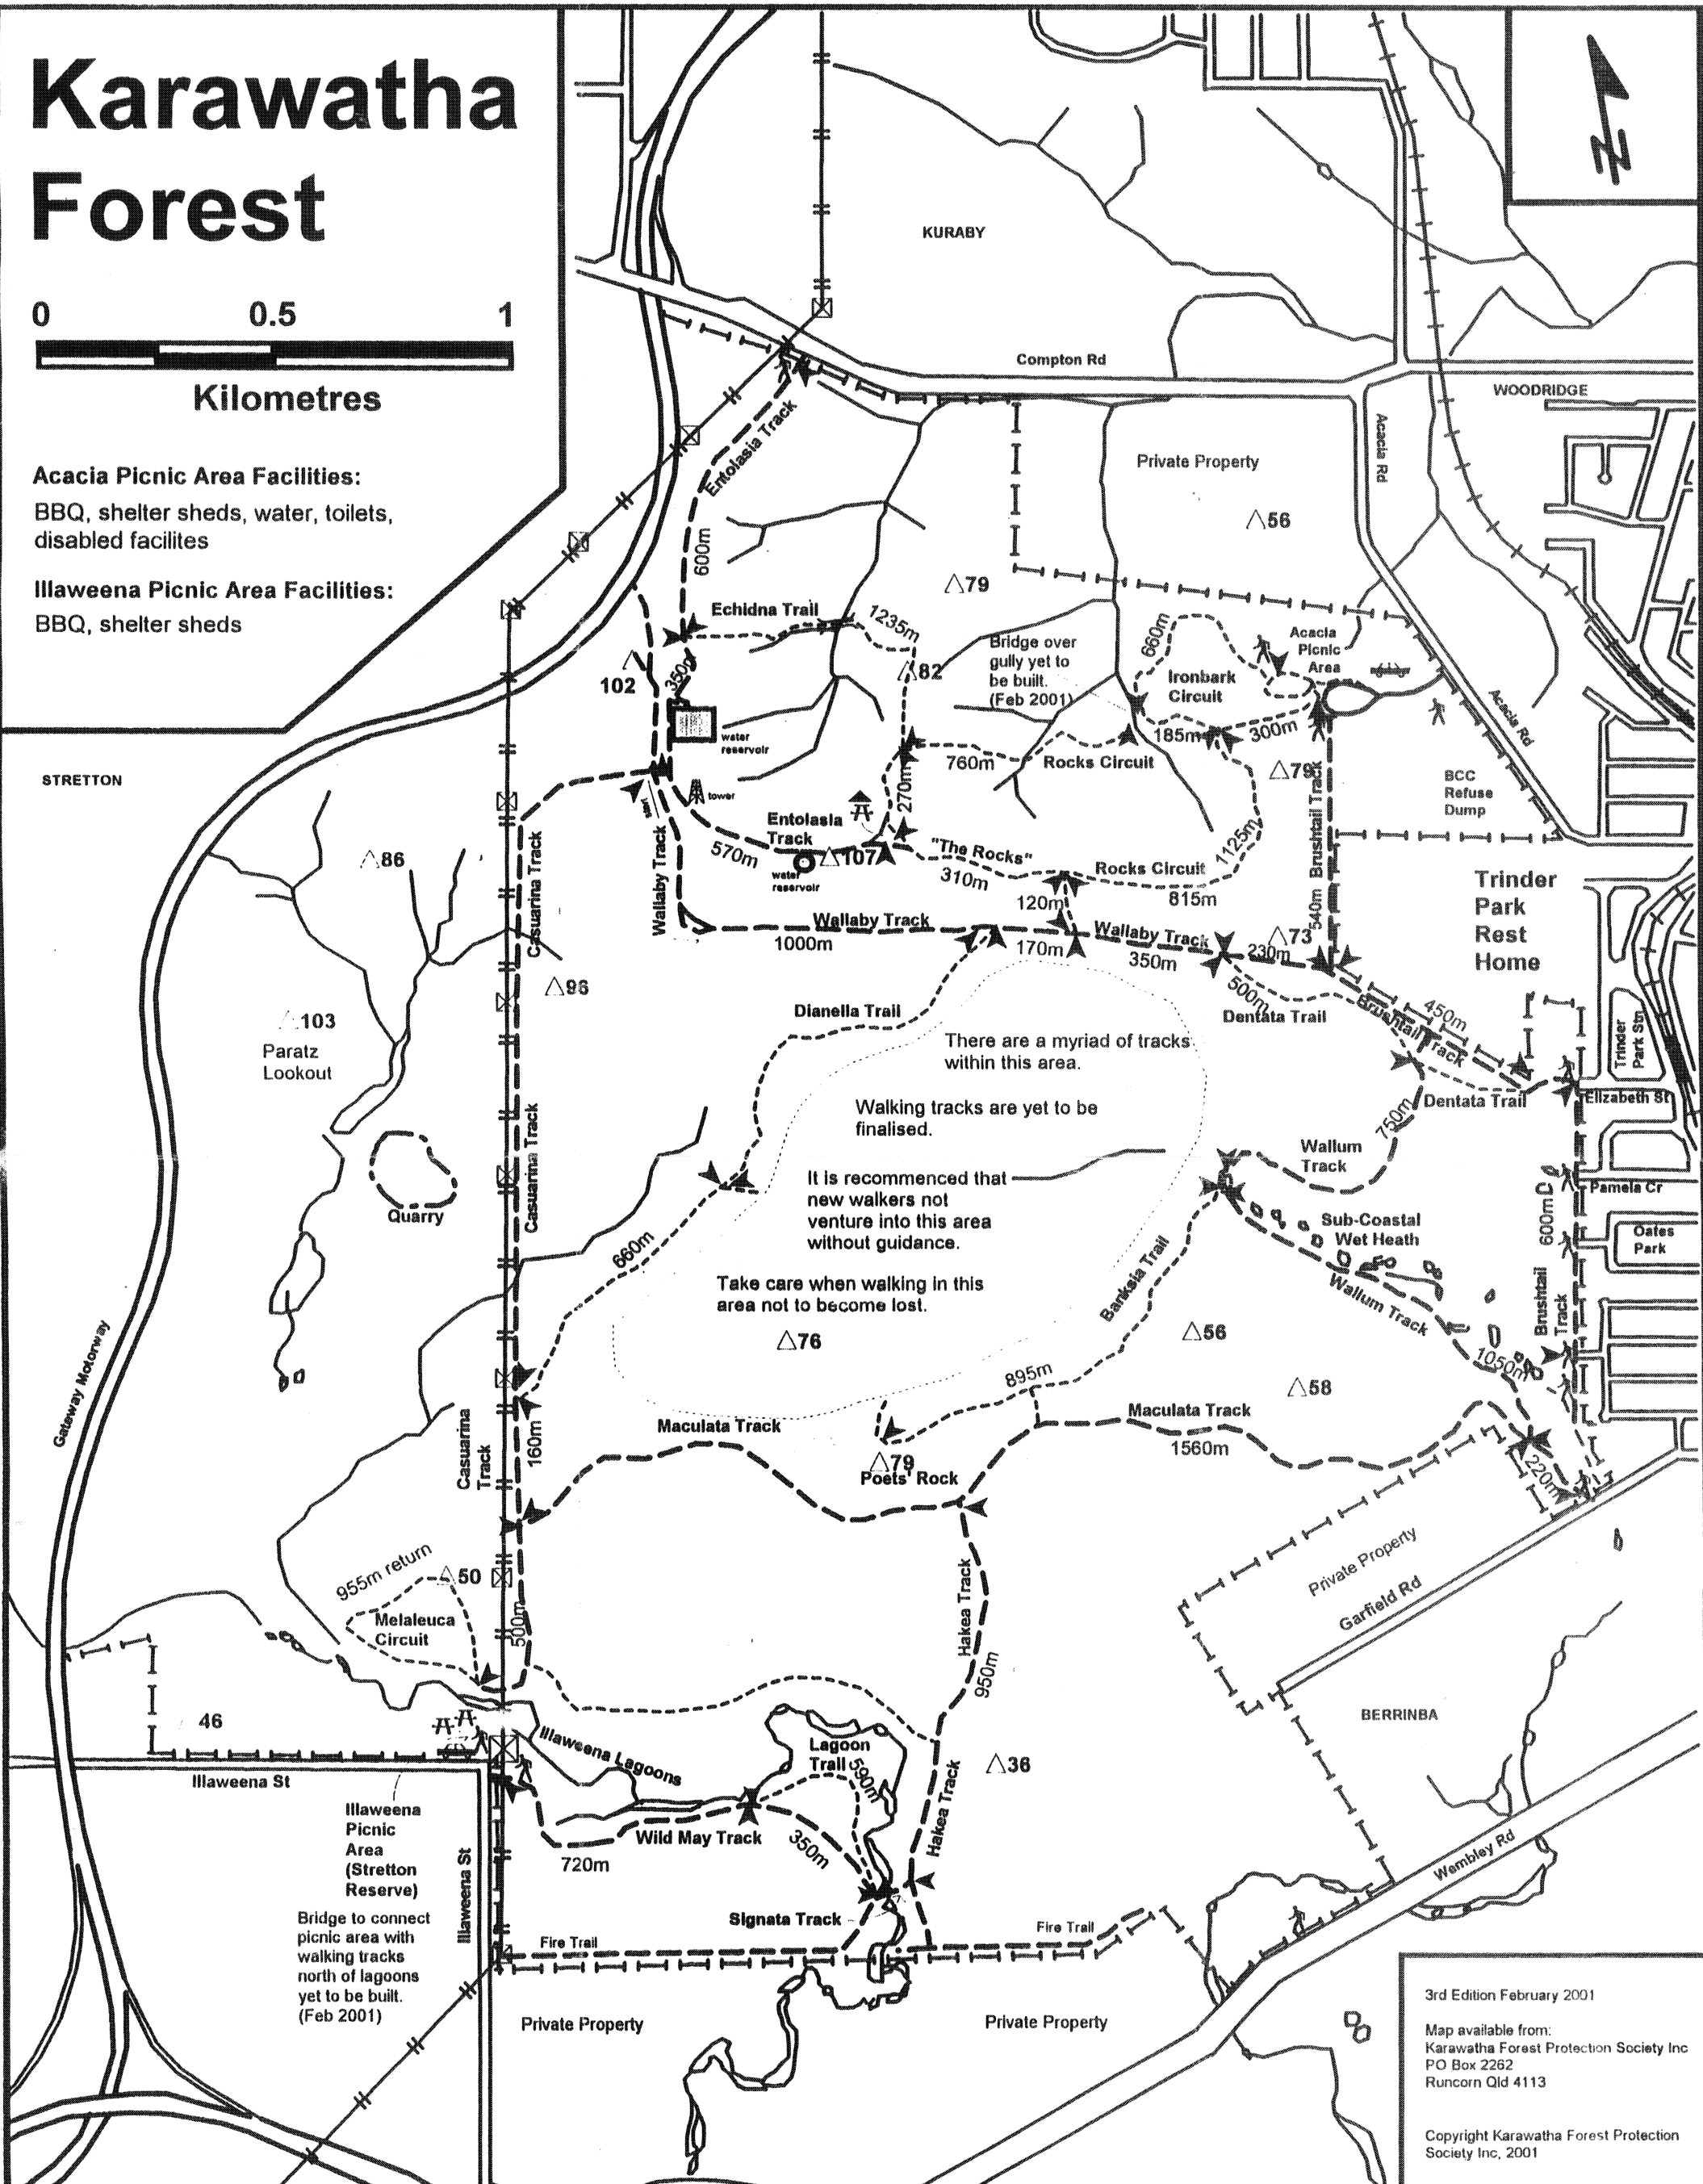 Karawatha
Forest
0 0.5 1
Kilometres
Acacia Picnic Area Facilities:
BBQ, shelter sheds, water, toilets,
disabled facilites
Illaweena Picnic Area Facilities:
BBQ, shelter sheds
KURABY
Compton Rd
WOODRIDGE
Acacia Rd
Private Property
56
Entolasia Track
600m
79
Echidna Trail
1235m
82
Bridge over
gully yet to
be built.
(Feb 2001)
660m
Acacia
Picnic
Area
Ironbark
Circuit
185m
300m
Acacia Rd
102
350m
water
reservoir
760m
Rocks Circuit
79
BCC
Refuse
Dump
STRETTON
tower
270m
Entolasia
Track
570m
107
water
reservoir
"The Rocks"
310m
Rocks Circuit
1125m
815m
120m
540m Brushtail Track
Trinder
Park
Rest
Home
86
Casuarina Track
Wallaby Track
Wallaby Track
1000m
170m
Wallaby Track
350m
73
230m
96
103
Paratz
Lookout
Dianella Trail
500m
Dentata Trail
450m
Brushtail Track
Trinder
Park Stn
There are a myriad of tracks
within this area.
Walking tracks are yet to be
finalised.
It is recommenced that
new walkers not
venture into this area
without guidance.
Take care when walking in this
area not to become lost.
76
Dentata Trail
Elizabeth St
750m
Wallum
Track
Pamela Cr
Casuarina Track
Quarry
660m
Sub-Coastal
Wet Heath
600m
Oates
Park
Banksia Trail
Wallum Track
Brushtail
Track
56
1050m
58
Gateway Motorway
895m
Casuarina
Track
160m
Maculata Track
Maculata Track
1560m
79
Poets' Rock
220m
955m return
50
Melaleuca
Circuit
500m
Hakea Track
950m
Private Property
Garfield Rd
46
BERRINBA
Illaweena St
Illaweena Lagoons
Lagoon
Trail
590m
36
Hakea Track
Illaweena
Picnic
Area
(Stretton
Reserve)
Illaweena St
Wild May Track
720m
350m
Wembley Rd
Bridge to connect
picnic area with
walking tracks
north of lagoons
yet to be built.
(Feb 2001)
Signata Track
Fire Trail
Fire Trail
Private Property
Private Property
3rd Edition February 2001
Map available from:
Karawatha Forest Protection Society Inc
PO Box 2262
Runcorn Qld 4113
Copyright Karawatha Forest Protection
Society Inc, 2001